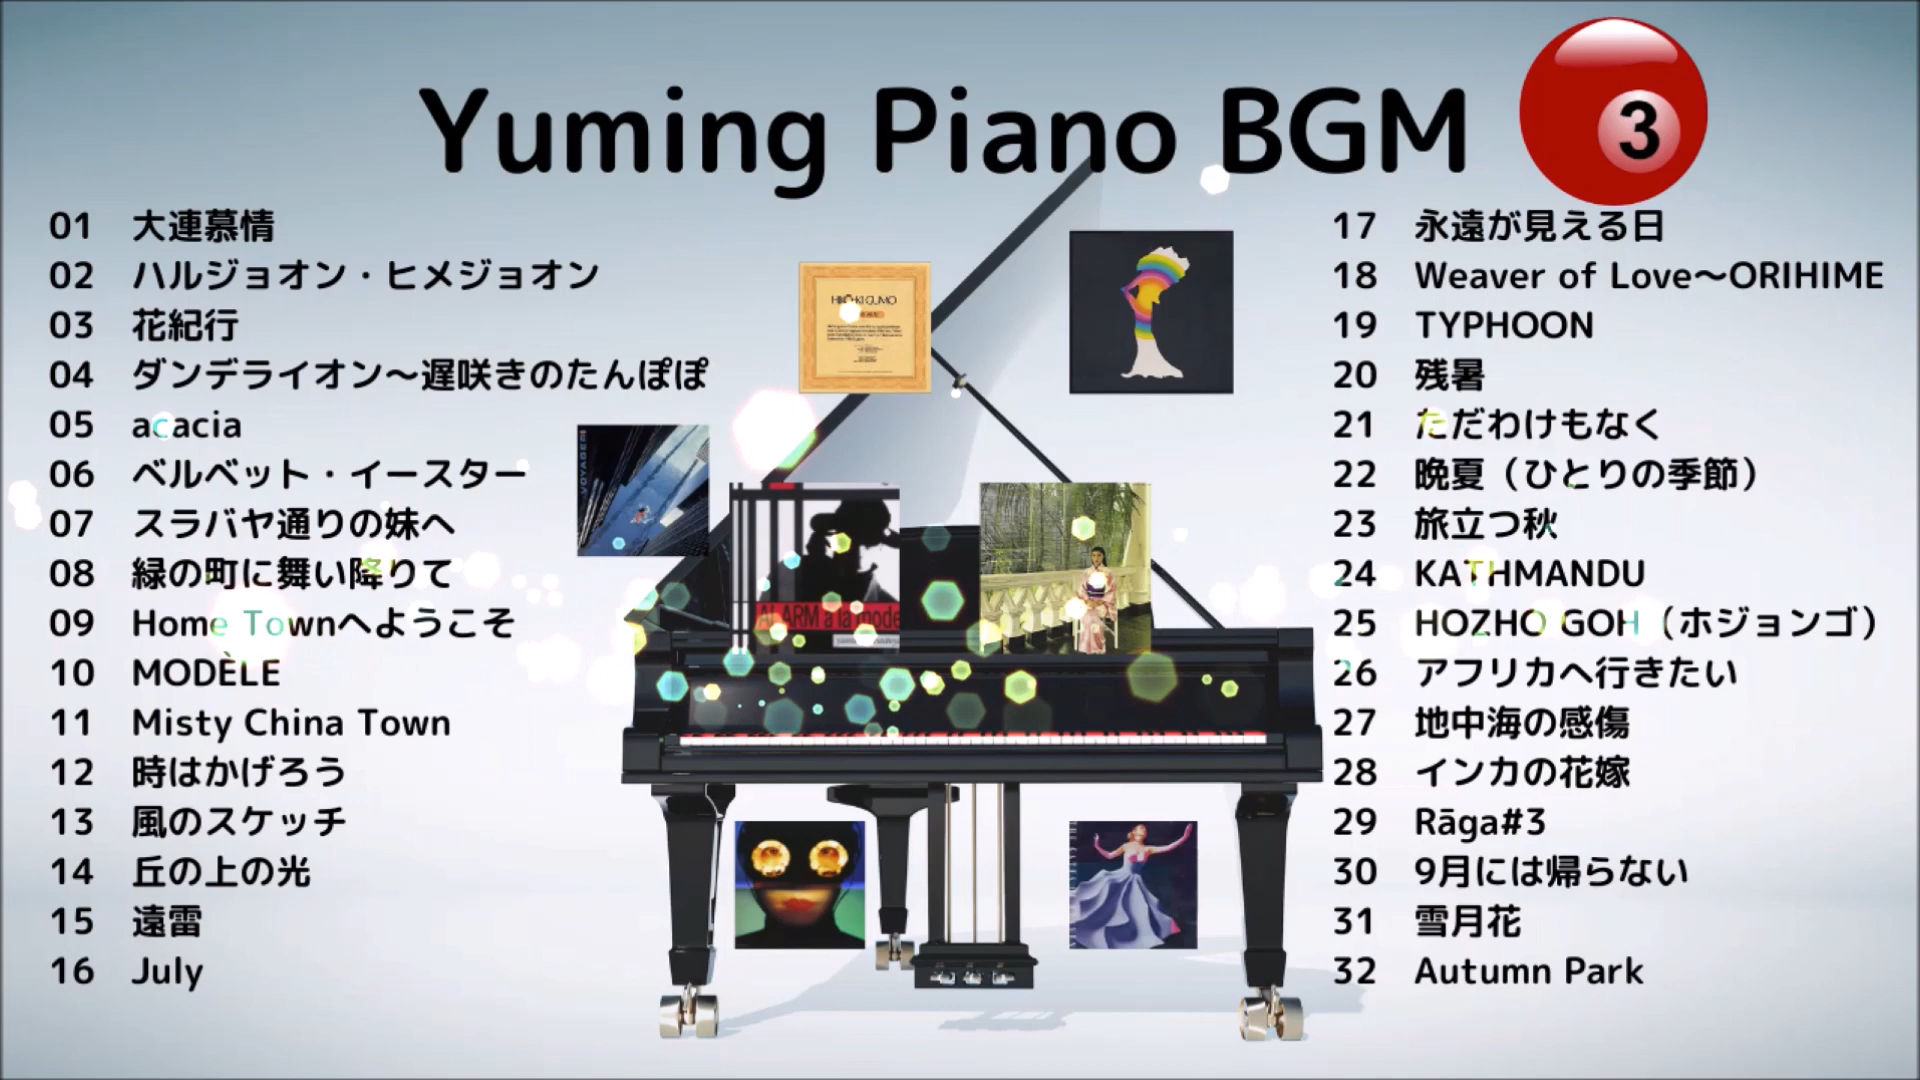 Yuming Piano BGM
3
01 大連慕情
02 ハルジョオン・ヒメジョオン
03 花紀行
04 ダンデライオン〜遅咲きのたんぽぽ
05 acacia
06 ベルベット・イースター
07 スラバヤ通りの妹へ
08 緑の町に舞い降りて
09 Home Townへようこそ
10 MODÈLE
11 Misty China Town
12 時はかげろう
13 風のスケッチ
14 丘の上の光
15 遠雷
16 July
HIKŌKI GUMO
VOYAGER
ALARM à la mode
17 永遠が見える日
18 Weaver of Love〜ORIHIME
19 TYPHOON
20 残暑
21 ただわけもなく
22 晩夏（ひとりの季節）
23 旅立つ秋
24 KATHMANDU
25 HOZHO GOH（ホジョンゴ）
26 アフリカへ行きたい
27 地中海の感傷
28 インカの花嫁
29 Rāga#3
30 9月には帰らない
31 雪月花
32 Autumn Park